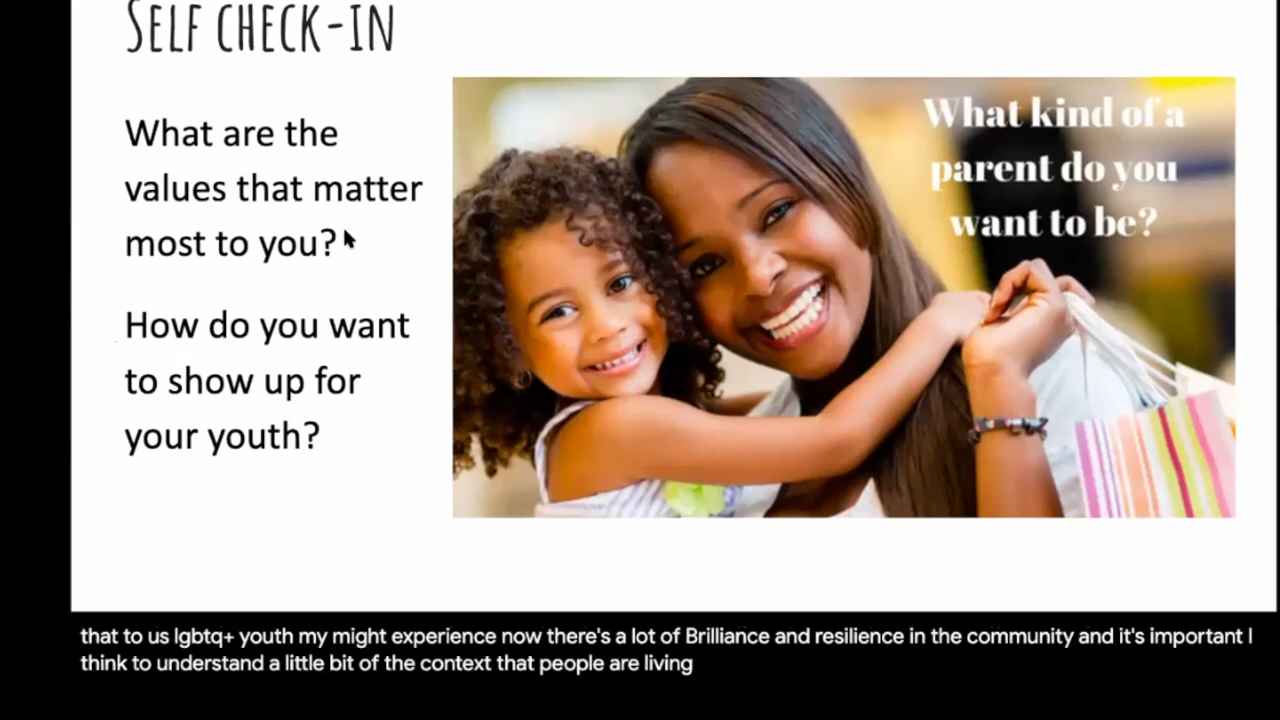 SELF CHECK-IN
What are the
values that matter
most to you?
How do you want
to show up for
your youth?
What kind of a
parent do you
want to be?
that to us lgbtq+ youth my might experience now there's a lot of Brilliance and resilience in the community and it's important I
think to understand a little bit of the context that people are living